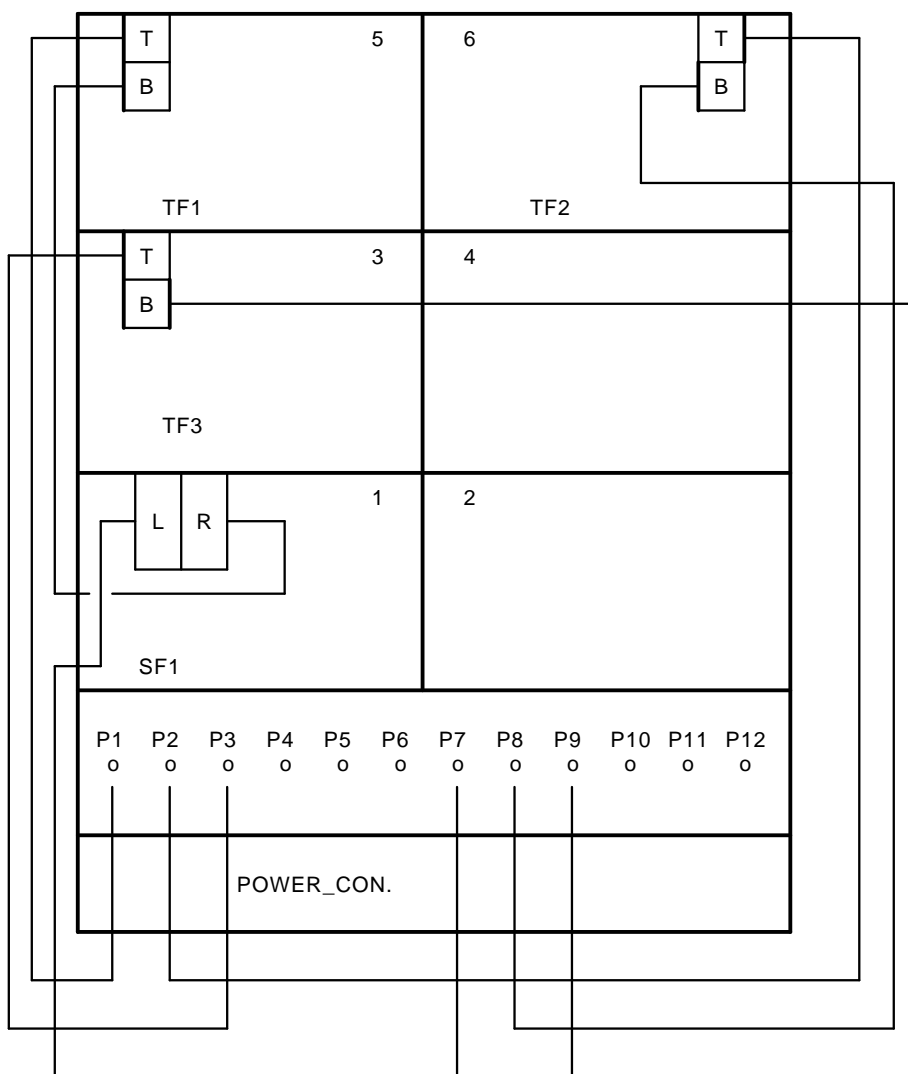 T 5 6 T
B B
TF1 TF2
T 3 4
B
TF3
1 2
L R
SF1
P1 P2 P3 P4 P5 P6 P7 P8 P9 P10 P11 P12
o o o o o o o o o o o o
POWER_CON.